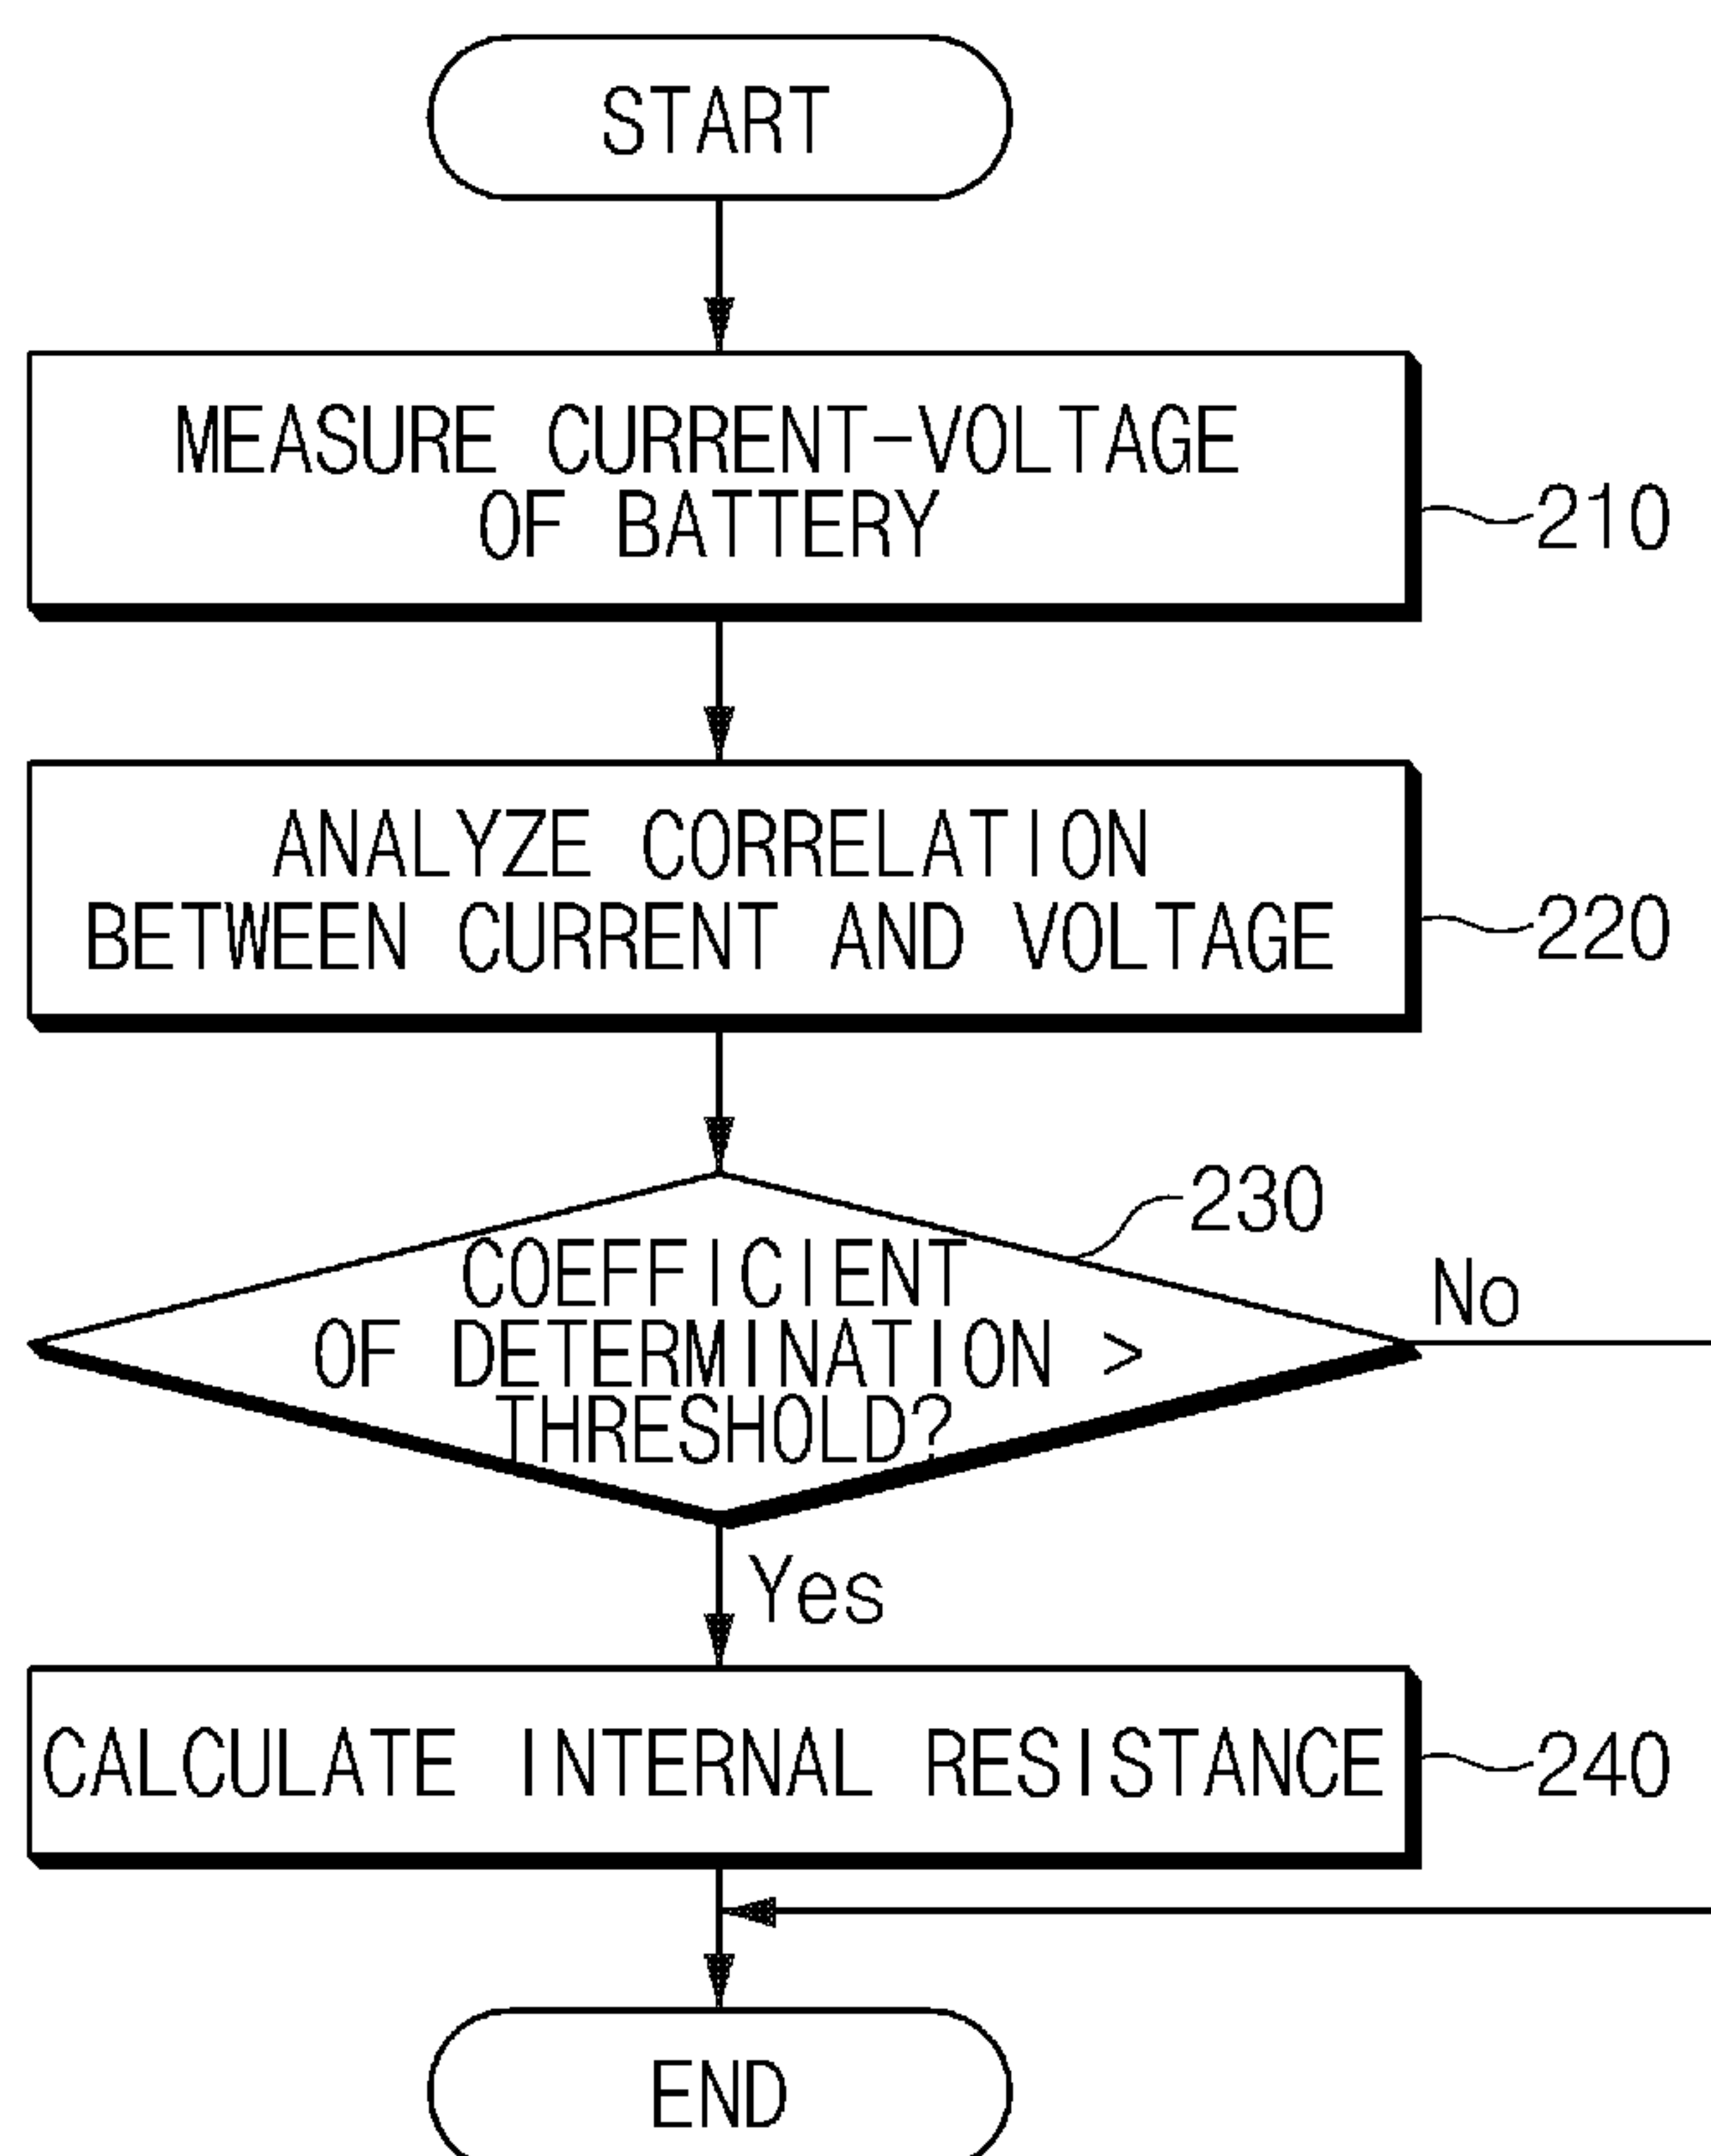 START
MEASURE CURRENT-VOLTAGE
OF BATTERY
210
ANALYZE CORRELATION
BETWEEN CURRENT AND VOLTAGE
220
230
COEFFICIENT
OF DETERMINATION >
THRESHOLD?
No
Yes
CALCULATE INTERNAL RESISTANCE
240
END